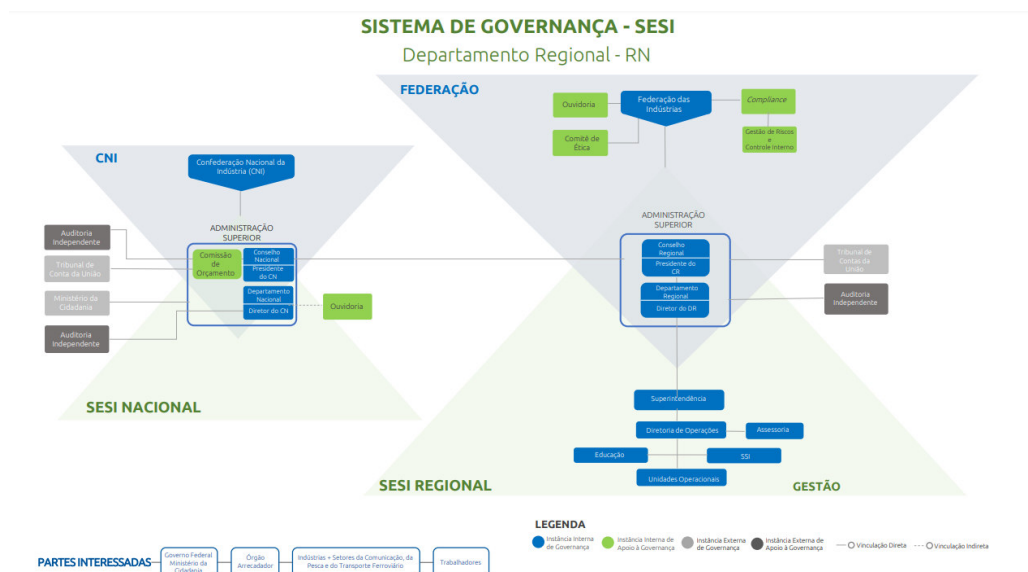 SISTEMA DE GOVERNANÇA - SESI
Departamento Regional - RN
FEDERAÇÃO
Ouvidoria
Federação das
Indústrias
Compliance
Comitê de
Ética
Gestão de Riscos
e
Controle interno
CNI
Confederação Nacional da
Indústria (CNI)
ADMINISTRAÇÃO
SUPERIOR
Auditoria
Independente
Tribunal de
Conta da União
Ministério da
Cidadania
Auditoria
Independente
Comissão
de
Orçamento
Conselho
Nacional
Presidente
do CN
Departamento
Nacional
Diretor do CN
Ouvidoria
SESI NACIONAL
ADMINISTRAÇÃO
SUPERIOR
Conselho
Regional
Presidente do
CR
Departamento
Regional
Diretor do DR
Tribunal de
Contas da
União
Auditoria
Independente
Superintendência
Diretoria de Operações
Assessoria
Educação
SSI
Unidades Operacionais
SESI REGIONAL
GESTÃO
LEGENDA
Instância Interna
de Governança
Instância Interna de
Apoio à Governança
Instância Externa
de Governança
Instância Externa de
Apoio à Governança
Vinculação Direta
Vinculação Indireta
PARTES INTERESSADAS
Governo Federal
Ministério da
Cidadania
Órgão
Arrecadador
Indústrias + Setores da Comunicação, da
Pesca e do Transporte Ferroviário
Trabalhadores